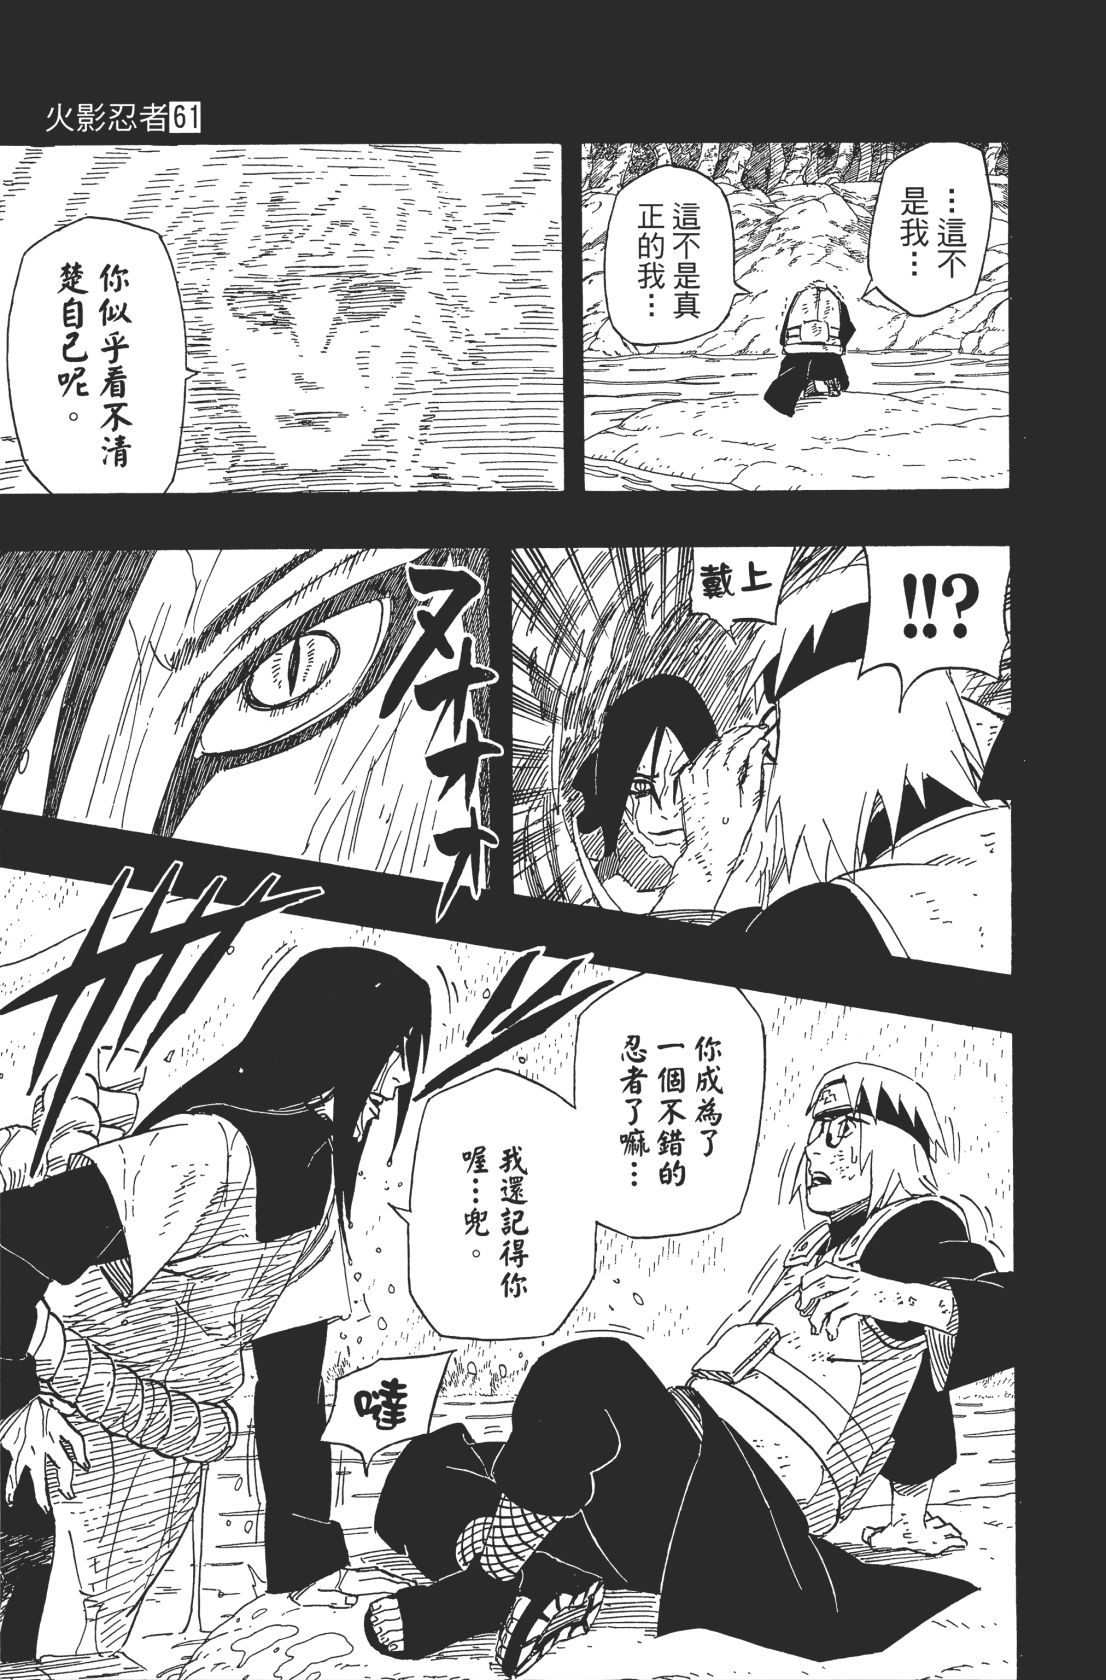 火影忍者61
…這不
是我…
這不是真
正的我…
你似乎看不清
楚自己呢。
!!?
戴上
ヌオオオ
你成為了
一個不錯的
忍者了嘛…
我還記得你
喔…兜。
噠